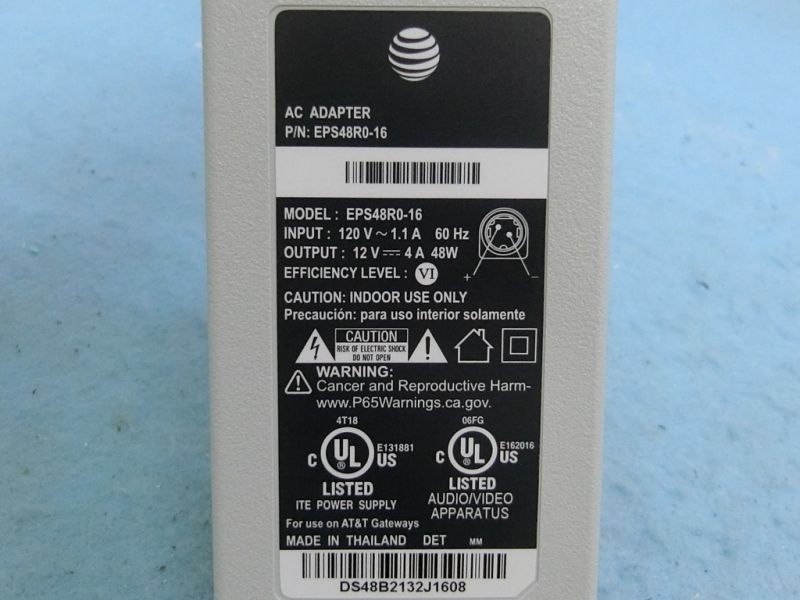 AC ADAPTER
P/N: EPS48R0-16
MODEL : EPS48R0-16
INPUT : 120 V ~ 1.1 A 60 Hz
OUTPUT : 12 V ⎓ 4 A 48W
+ −
EFFICIENCY LEVEL : VI
CAUTION: INDOOR USE ONLY
Precaución: para uso interior solamente
CAUTION
RISK OF ELECTRIC SHOCK
DO NOT OPEN
WARNING:
Cancer and Reproductive Harm-
www.P65Warnings.ca.gov.
4T18 06FG
C UL ® US E131881 C UL ® US E162016
LISTED LISTED
ITE POWER SUPPLY AUDIO/VIDEO
APPARATUS
For use on AT&T Gateways
MADE IN THAILAND DET MM
DS48B2132J1608